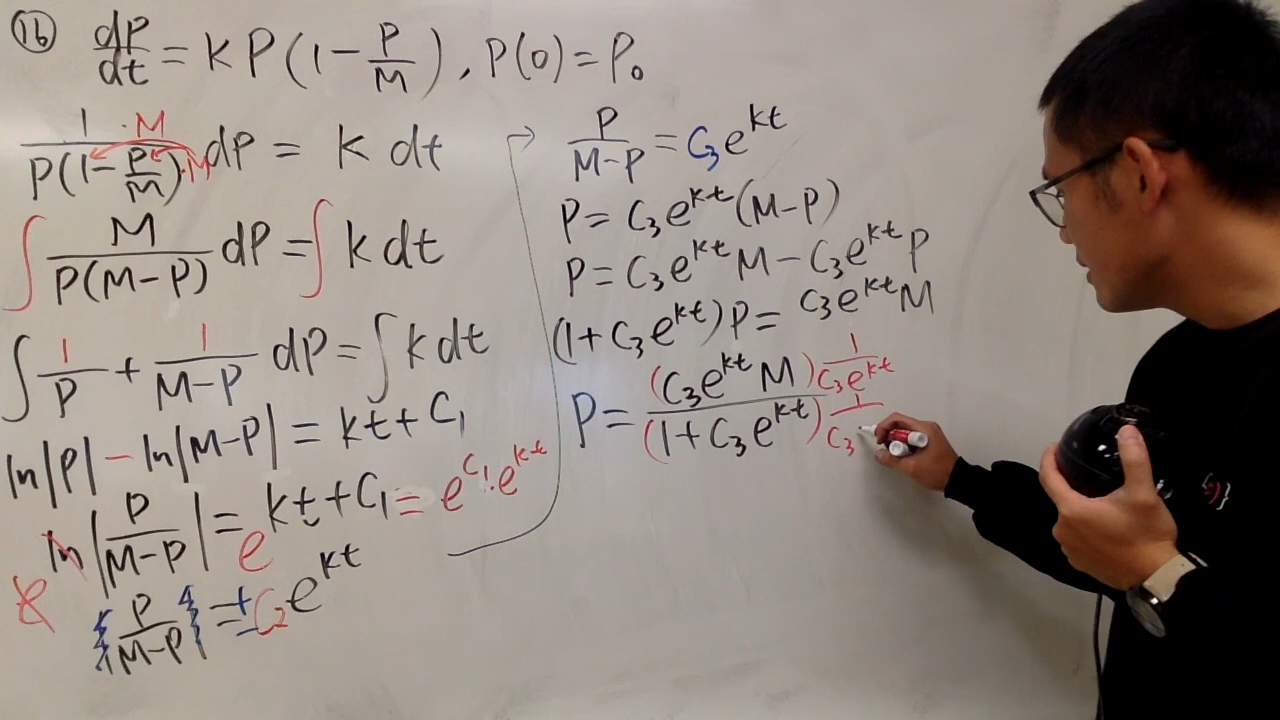 ⑯ dP/dt = kP(1 - P/M), P(0) = P₀
1·M / P(1 - P/M)·M dP = k dt
∫ M / P(M-P) dP = ∫ k dt
∫ 1/P + 1/(M-P) dP = ∫ k dt
ln|P| - ln|M-P| = kt + C₁
e ln|P/(M-P)| = e^(kt+C₁) = e^(C₁)·e^(kt)
|P/(M-P)| = ±C₂e^(kt)
P/(M-P) = C₃e^(kt)
P = C₃e^(kt)(M-P)
P = C₃e^(kt)M - C₃e^(kt)P
(1+C₃e^(kt))P = C₃e^(kt)M
P = (C₃e^(kt)M) 1/(C₃e^(kt)) / (1+C₃e^(kt)) 1/C₃